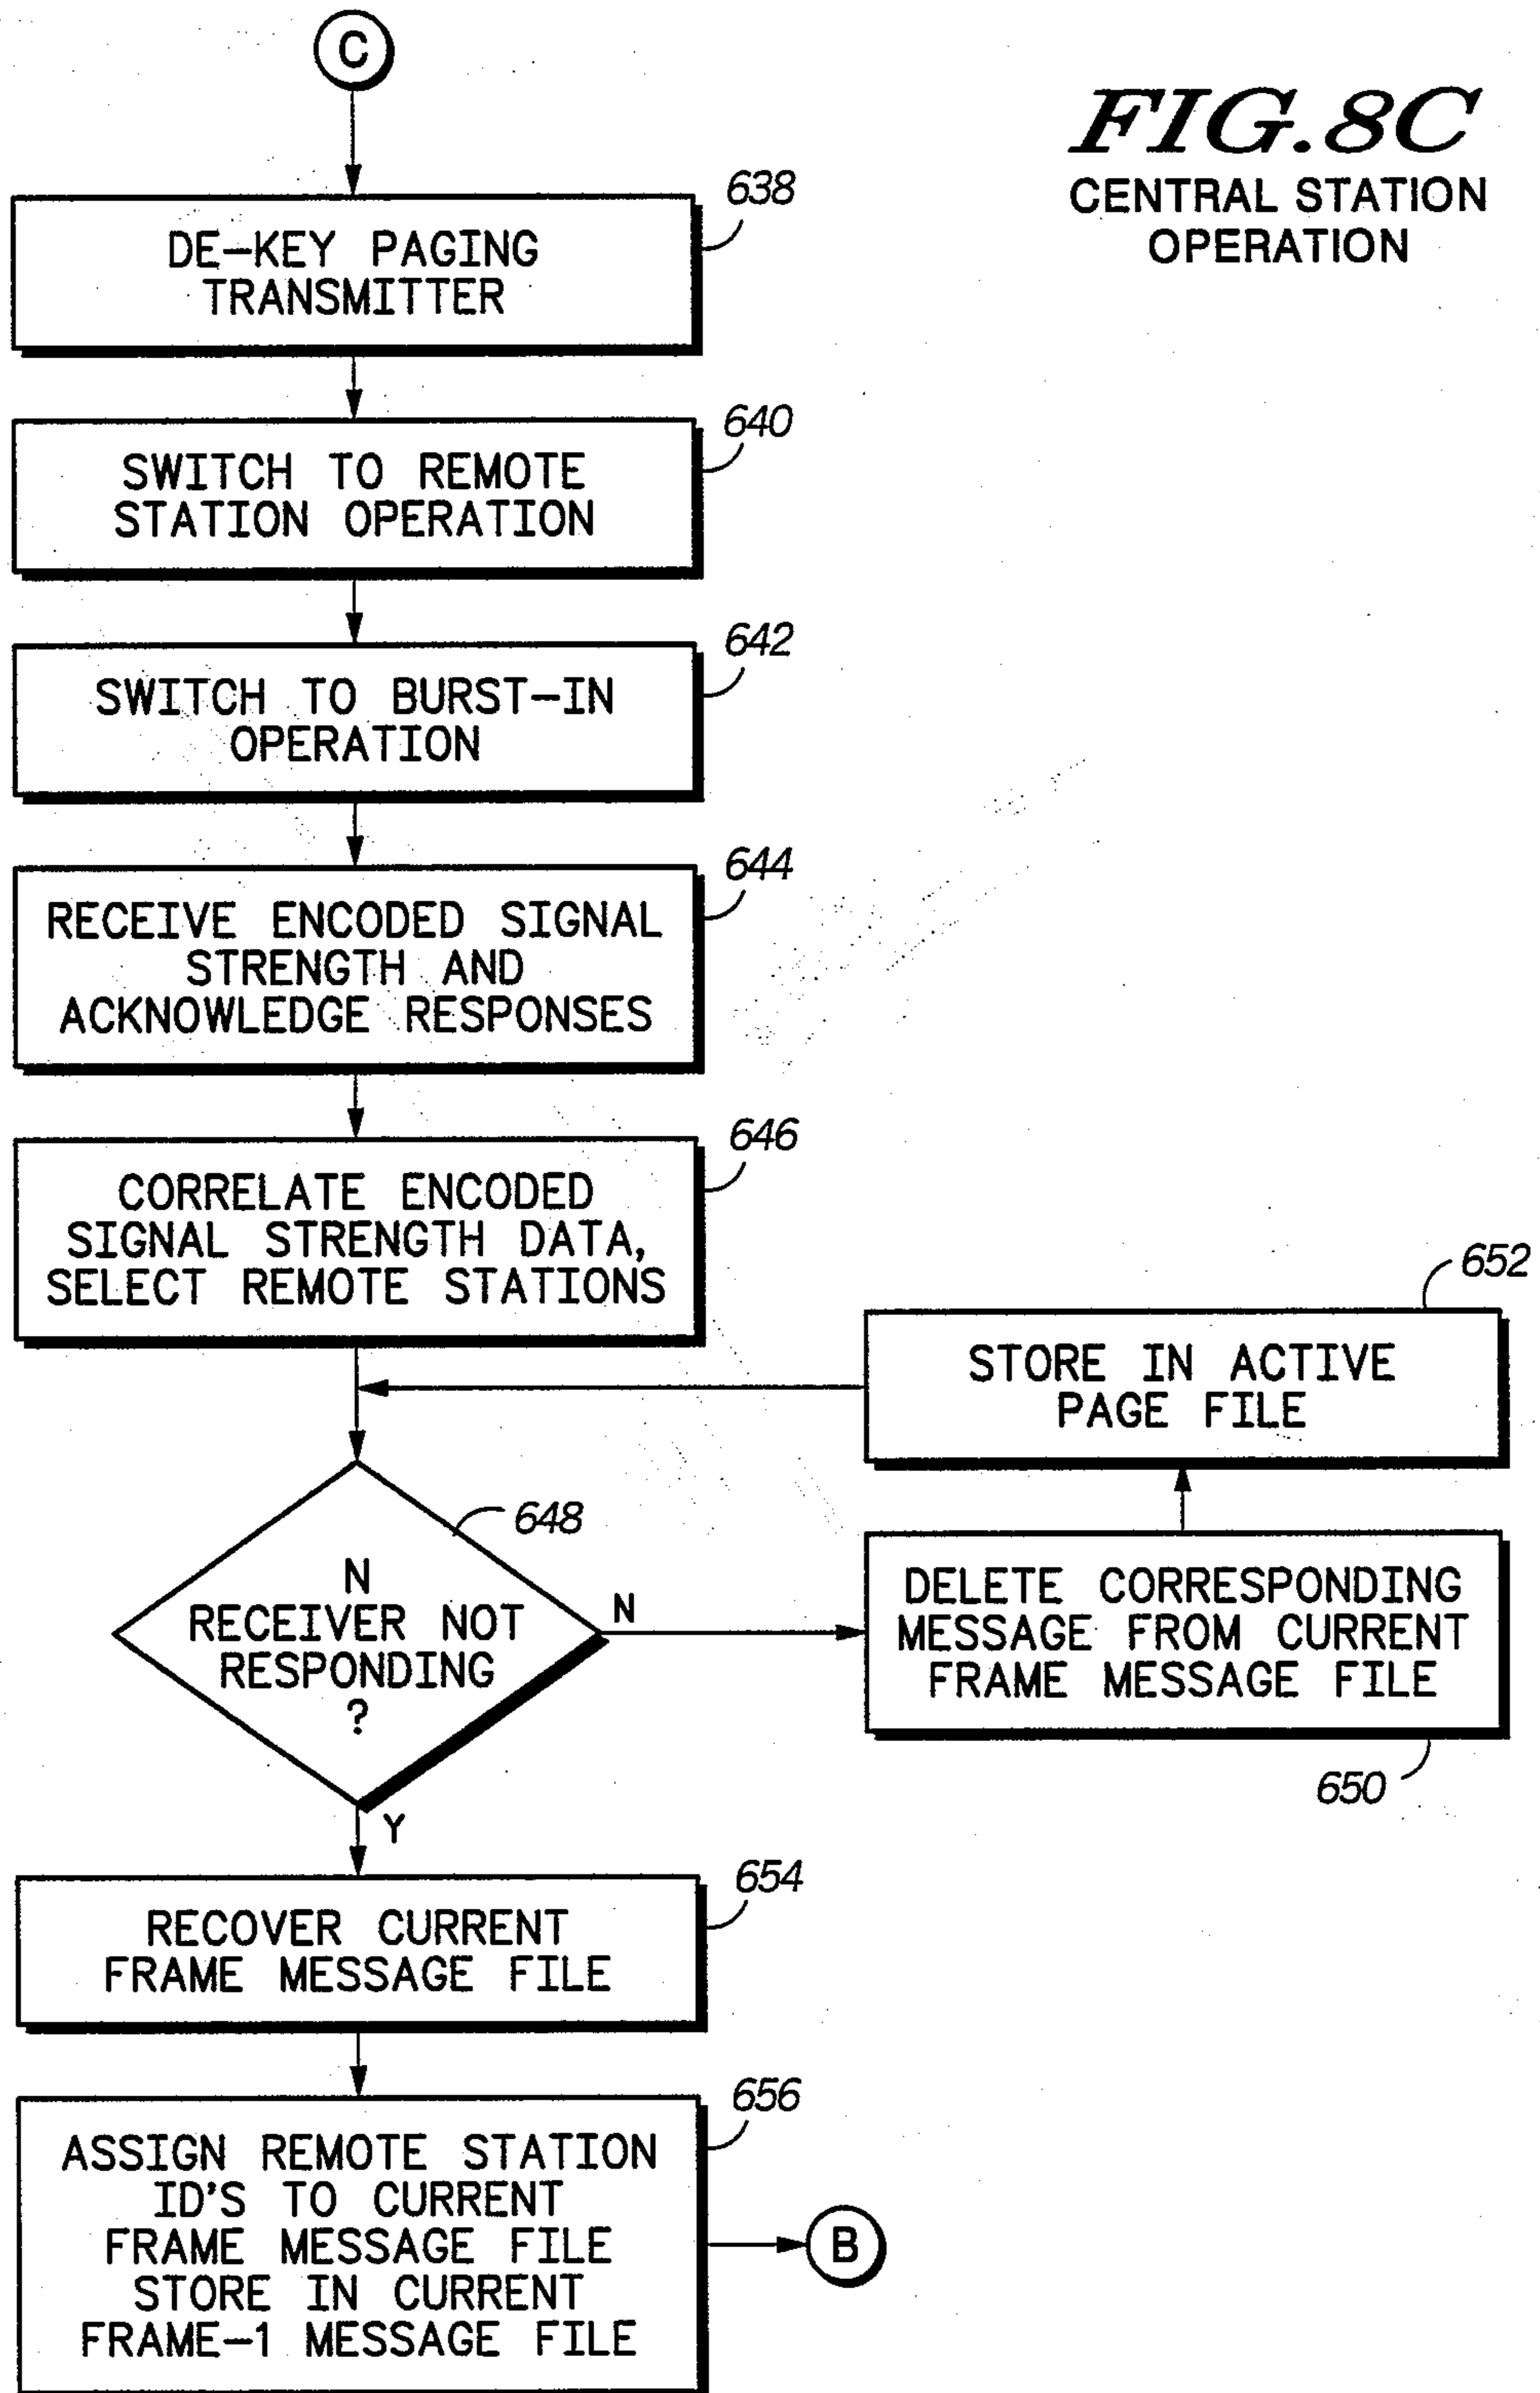 C
FIG.8C
CENTRAL STATION
OPERATION
638
DE-KEY PAGING
TRANSMITTER
640
SWITCH TO REMOTE
STATION OPERATION
642
SWITCH TO BURST-IN
OPERATION
644
RECEIVE ENCODED SIGNAL
STRENGTH AND
ACKNOWLEDGE RESPONSES
646
CORRELATE ENCODED
SIGNAL STRENGTH DATA,
SELECT REMOTE STATIONS
652
STORE IN ACTIVE
PAGE FILE
648
N
RECEIVER NOT
RESPONDING
?
N
DELETE CORRESPONDING
MESSAGE FROM CURRENT
FRAME MESSAGE FILE
650
Y
654
RECOVER CURRENT
FRAME MESSAGE FILE
656
ASSIGN REMOTE STATION
ID'S TO CURRENT
FRAME MESSAGE FILE
STORE IN CURRENT
FRAME-1 MESSAGE FILE
B